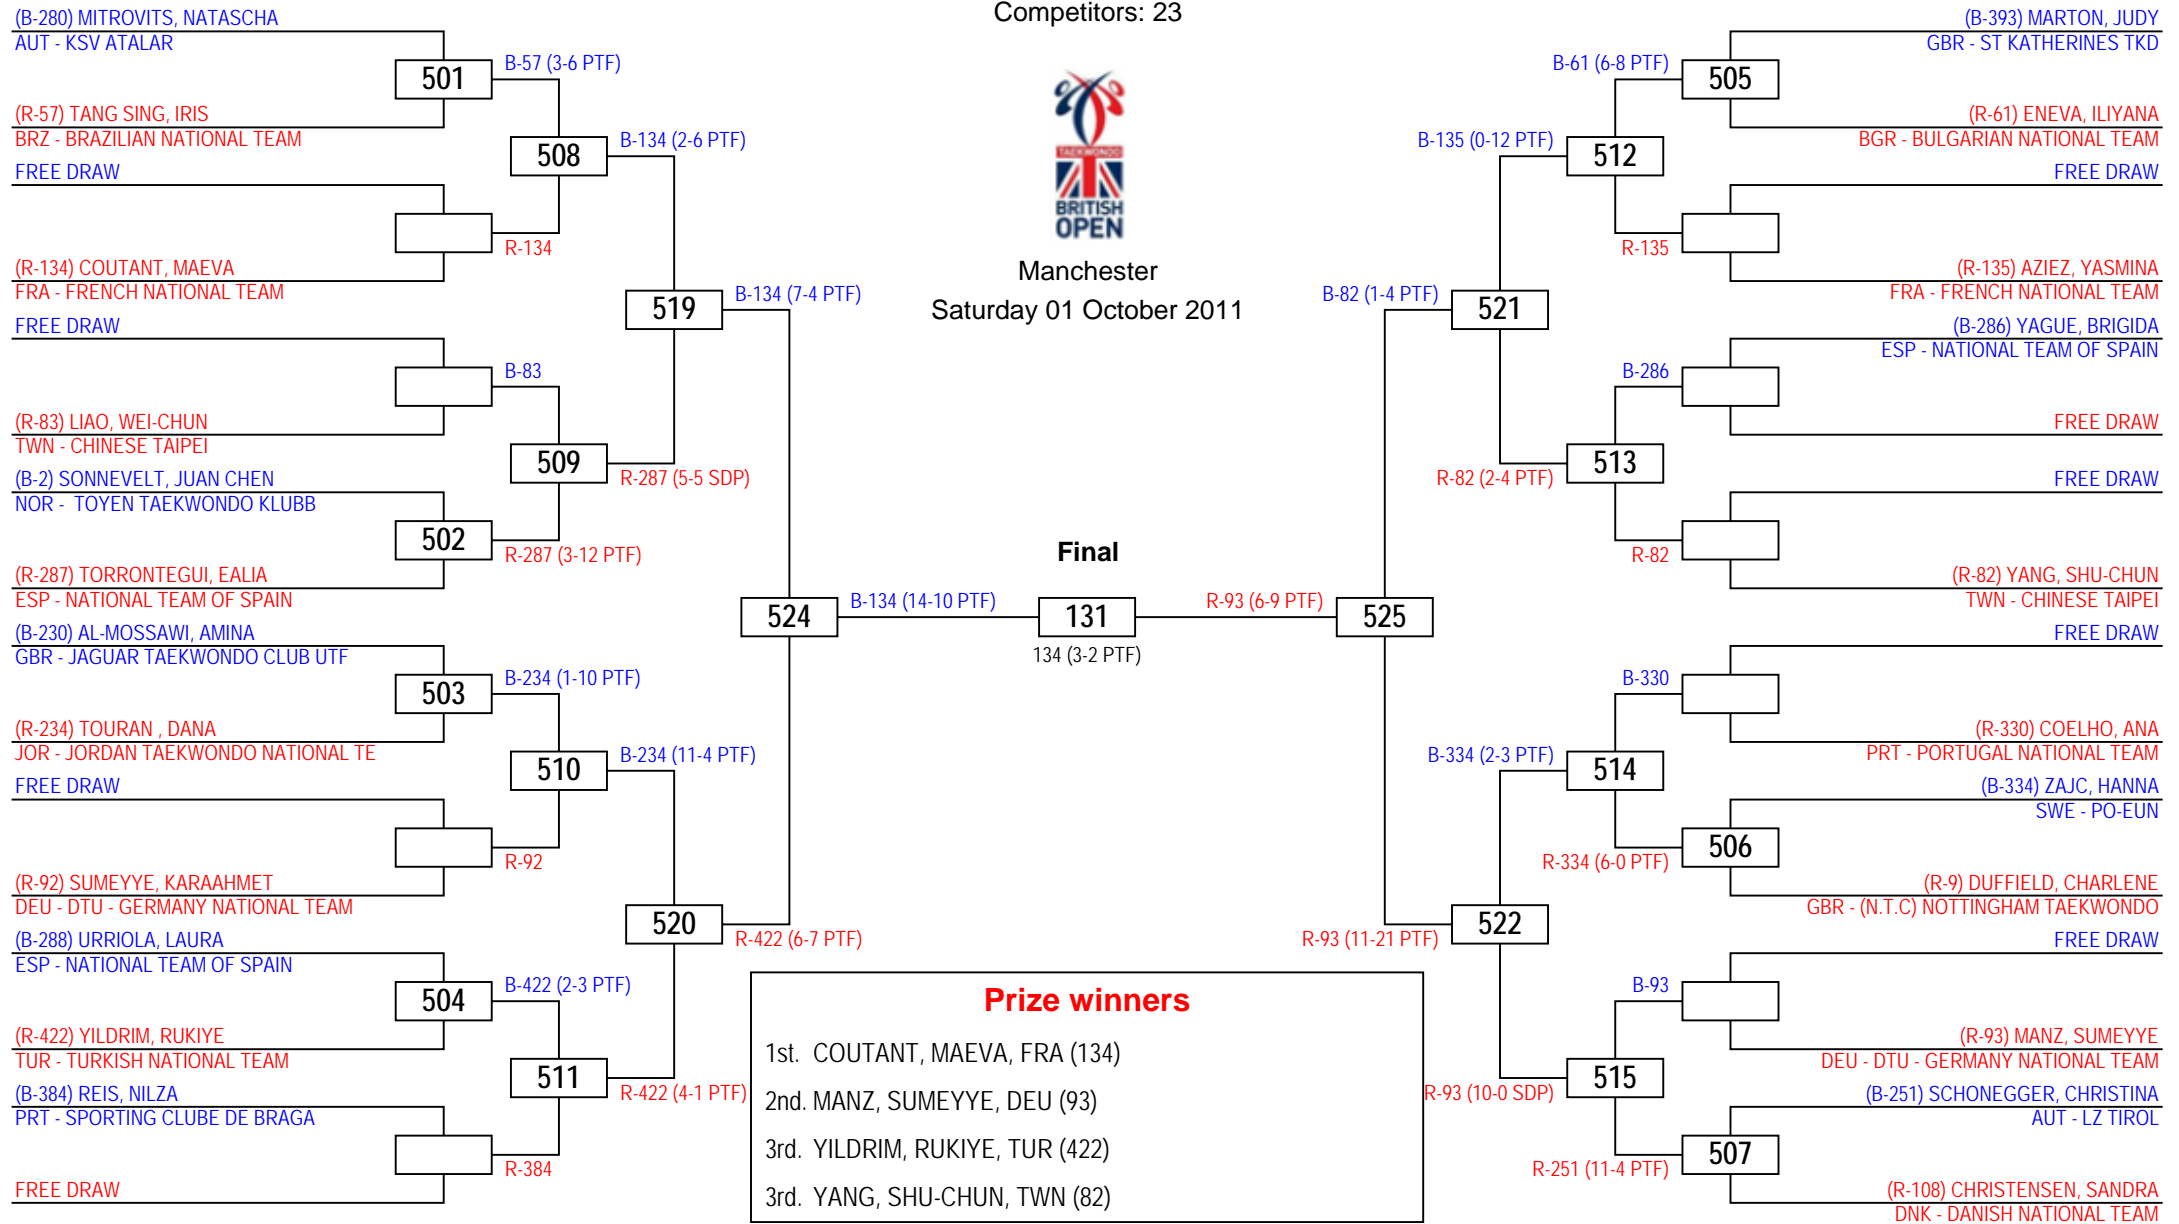 Competitors: 23
TAEKWONDO
BRITISH
OPEN
Manchester
Saturday 01 October 2011
(B-280) MITROVITS, NATASCHA
AUT - KSV ATALAR
501
B-57 (3-6 PTF)
(R-57) TANG SING, IRIS
BRZ - BRAZILIAN NATIONAL TEAM
508
B-134 (2-6 PTF)
FREE DRAW
R-134
(R-134) COUTANT, MAEVA
FRA - FRENCH NATIONAL TEAM
519
B-134 (7-4 PTF)
FREE DRAW
B-83
(R-83) LIAO, WEI-CHUN
TWN - CHINESE TAIPEI
509
R-287 (5-5 SDP)
(B-2) SONNEVELT, JUAN CHEN
NOR -  TOYEN TAEKWONDO KLUBB
502
R-287 (3-12 PTF)
(R-287) TORRONTEGUI, EALIA
ESP - NATIONAL TEAM OF SPAIN
524
B-134 (14-10 PTF)
(B-230) AL-MOSSAWI, AMINA
GBR - JAGUAR TAEKWONDO CLUB UTF
503
B-234 (1-10 PTF)
(R-234) TOURAN , DANA
JOR - JORDAN TAEKWONDO NATIONAL TE
510
B-234 (11-4 PTF)
FREE DRAW
R-92
(R-92) SUMEYYE, KARAAHMET
DEU - DTU - GERMANY NATIONAL TEAM
520
R-422 (6-7 PTF)
(B-288) URRIOLA, LAURA
ESP - NATIONAL TEAM OF SPAIN
504
B-422 (2-3 PTF)
(R-422) YILDRIM, RUKIYE
TUR - TURKISH NATIONAL TEAM
511
R-422 (4-1 PTF)
(B-384) REIS, NILZA
PRT - SPORTING CLUBE DE BRAGA
R-384
FREE DRAW
Final
131
134 (3-2 PTF)
(B-393) MARTON, JUDY
GBR - ST KATHERINES TKD
B-61 (6-8 PTF)
505
(R-61) ENEVA, ILIYANA
BGR - BULGARIAN NATIONAL TEAM
B-135 (0-12 PTF)
512
FREE DRAW
R-135
(R-135) AZIEZ, YASMINA
FRA - FRENCH NATIONAL TEAM
B-82 (1-4 PTF)
521
(B-286) YAGUE, BRIGIDA
ESP - NATIONAL TEAM OF SPAIN
B-286
FREE DRAW
R-82 (2-4 PTF)
513
FREE DRAW
R-82
(R-82) YANG, SHU-CHUN
TWN - CHINESE TAIPEI
R-93 (6-9 PTF)
525
FREE DRAW
B-330
(R-330) COELHO, ANA
PRT - PORTUGAL NATIONAL TEAM
B-334 (2-3 PTF)
514
(B-334) ZAJC, HANNA
SWE - PO-EUN
R-334 (6-0 PTF)
506
(R-9) DUFFIELD, CHARLENE
GBR - (N.T.C) NOTTINGHAM TAEKWONDO
R-93 (11-21 PTF)
522
FREE DRAW
B-93
(R-93) MANZ, SUMEYYE
DEU - DTU - GERMANY NATIONAL TEAM
R-93 (10-0 SDP)
515
(B-251) SCHONEGGER, CHRISTINA
AUT - LZ TIROL
R-251 (11-4 PTF)
507
(R-108) CHRISTENSEN, SANDRA
DNK - DANISH NATIONAL TEAM
Prize winners
1st. COUTANT, MAEVA, FRA (134)
2nd. MANZ, SUMEYYE, DEU (93)
3rd. YILDRIM, RUKIYE, TUR (422)
3rd. YANG, SHU-CHUN, TWN (82)